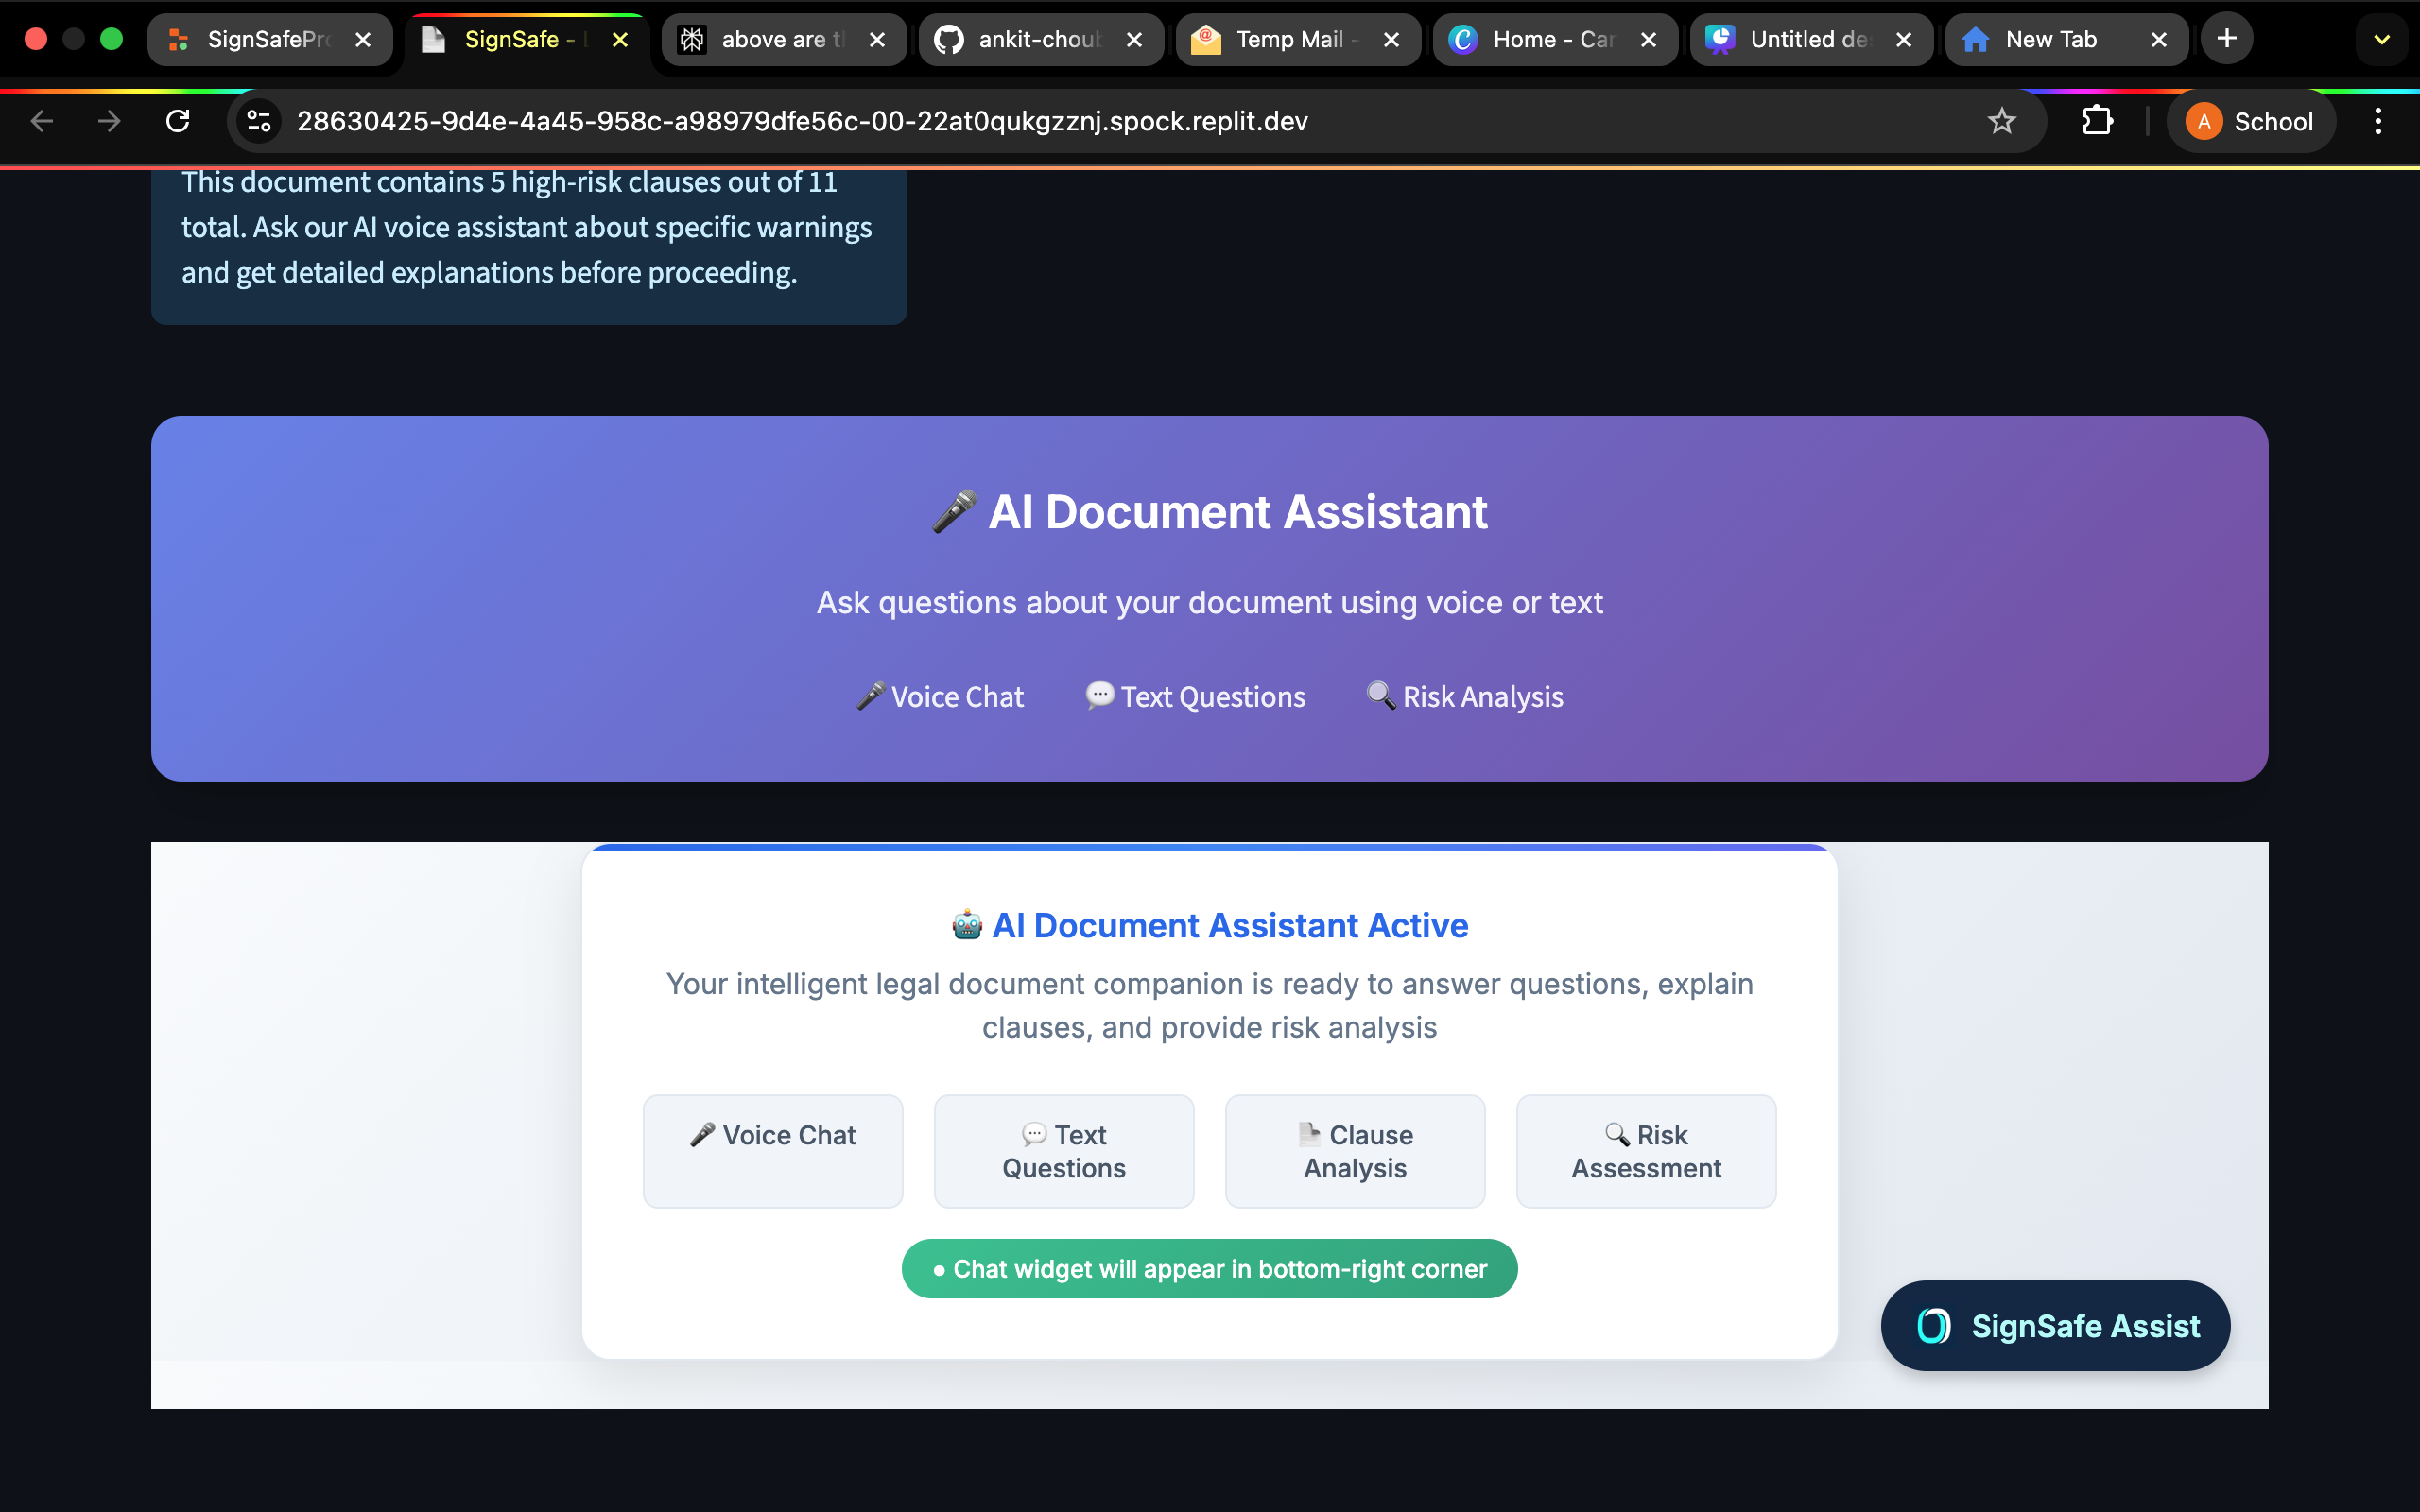 SignSafePr
SignSafe -
above are t
ankit-choub
Temp Mail -
Home - Car
Untitled de
New Tab
28630425-9d4e-4a45-958c-a98979dfe56c-00-22at0qukgzznj.spock.replit.dev
A School
This document contains 5 high-risk clauses out of 11
total. Ask our AI voice assistant about specific warnings
and get detailed explanations before proceeding.
🎤 AI Document Assistant
Ask questions about your document using voice or text
🎤 Voice Chat 💬 Text Questions 🔍 Risk Analysis
🤖 AI Document Assistant Active
Your intelligent legal document companion is ready to answer questions, explain
clauses, and provide risk analysis
🎤 Voice Chat
💬 Text
Questions
📄 Clause
Analysis
🔍 Risk
Assessment
● Chat widget will appear in bottom-right corner
SignSafe Assist